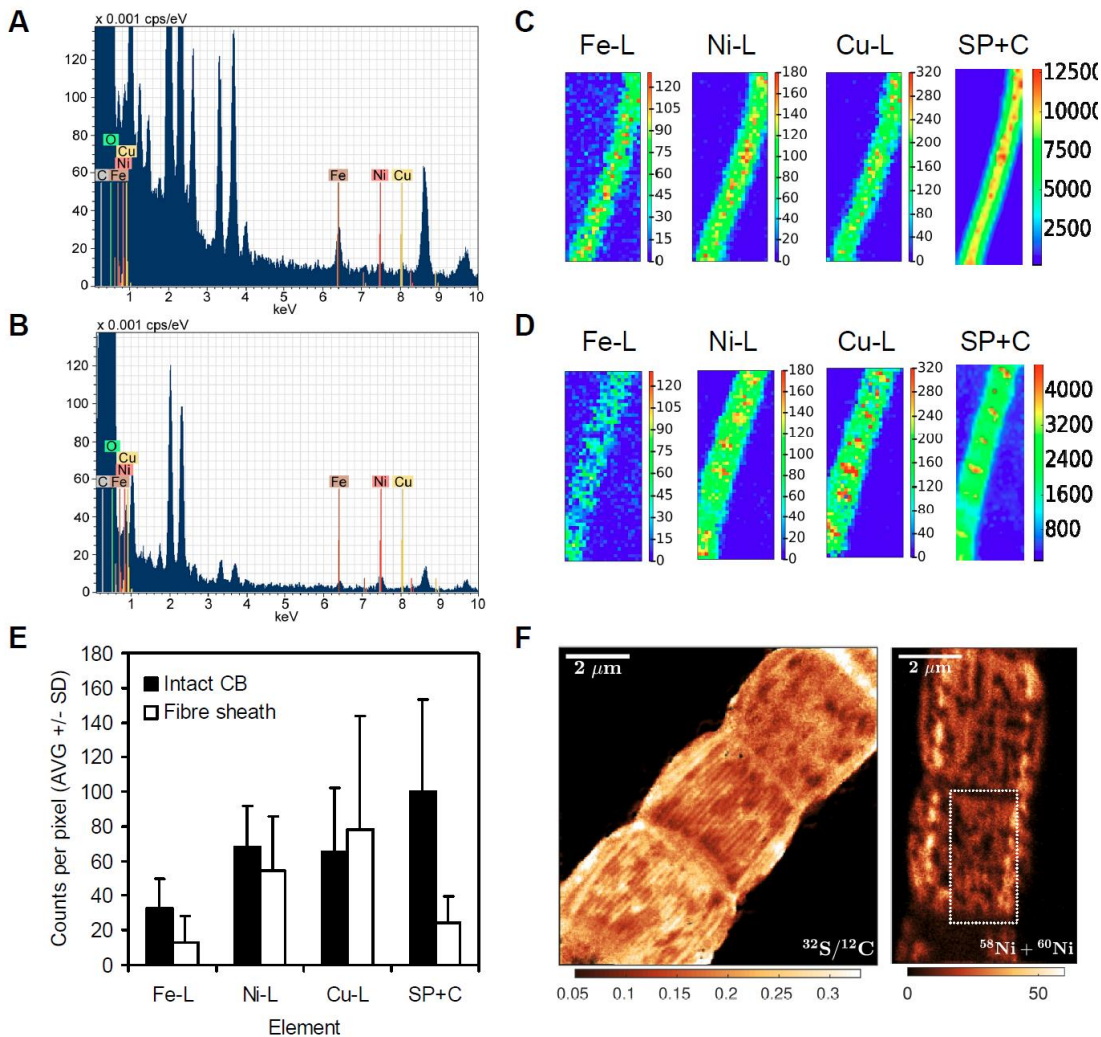 A
x 0.001 cps/eV
120
100
80
60
40
20
0
O
Cu
Ni
C Fe
Fe Ni Cu
1 2 3 4 5 6 7 8 9 10
keV
B
x 0.001 cps/eV
120
100
80
60
40
20
0
O
Cu
Ni
C Fe
Fe Ni Cu
1 2 3 4 5 6 7 8 9 10
keV
C
Fe-L Ni-L Cu-L SP+C
120
105
90
75
60
45
30
15
0
180
160
140
120
100
80
60
40
20
0
320
280
240
200
160
120
80
40
0
12500
10000
7500
5000
2500
D
Fe-L Ni-L Cu-L SP+C
120
105
90
75
60
45
30
15
0
180
160
140
120
100
80
60
40
20
0
320
280
240
200
160
120
80
40
0
4000
3200
2400
1600
800
E
Counts per pixel (AVG +/- SD)
180
160
140
120
100
80
60
40
20
0
Intact CB
Fibre sheath
Fe-L Ni-L Cu-L SP+C
Element
F
2 μm
³²S/¹²C
0.05 0.1 0.15 0.2 0.25 0.3
2 μm
⁵⁸Ni + ⁶⁰Ni
0 50